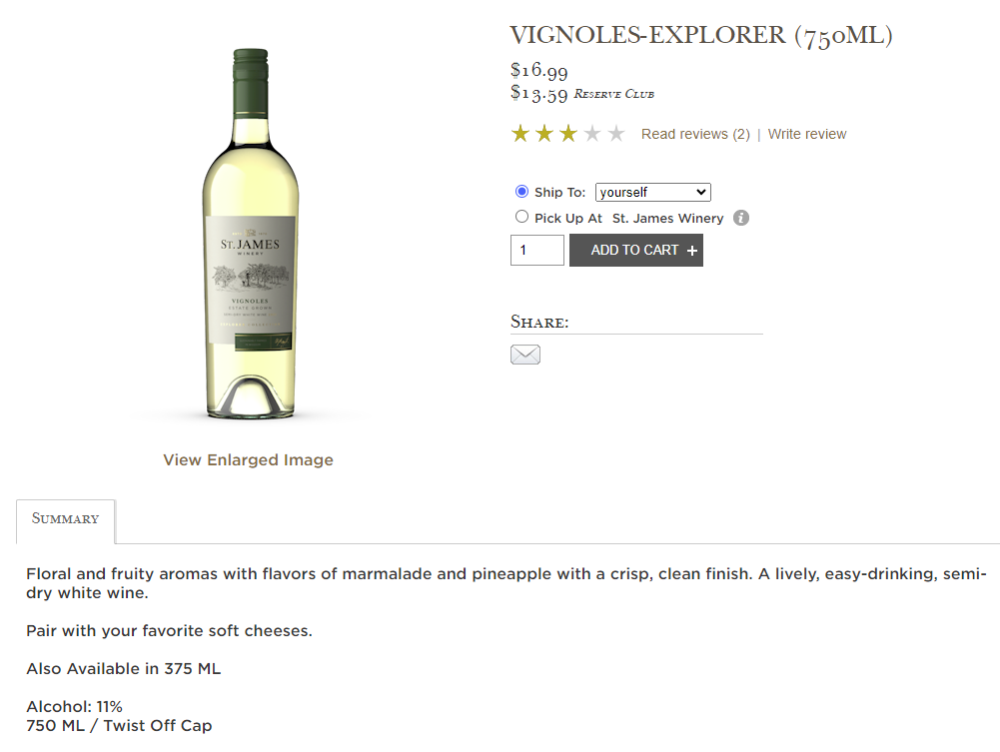 VIGNOLES-EXPLORER (750ML)
$16.99
$13.59 Reserve Club
Read reviews (2) | Write review
Ship To: yourself
Pick Up At St. James Winery i
1 ADD TO CART +
ST. JAMES
WINERY
VIGNOLES
ESTATE GROWN
Share:
View Enlarged Image
Summary
Floral and fruity aromas with flavors of marmalade and pineapple with a crisp, clean finish. A lively, easy-drinking, semi-
dry white wine.
Pair with your favorite soft cheeses.
Also Available in 375 ML
Alcohol: 11%
750 ML / Twist Off Cap